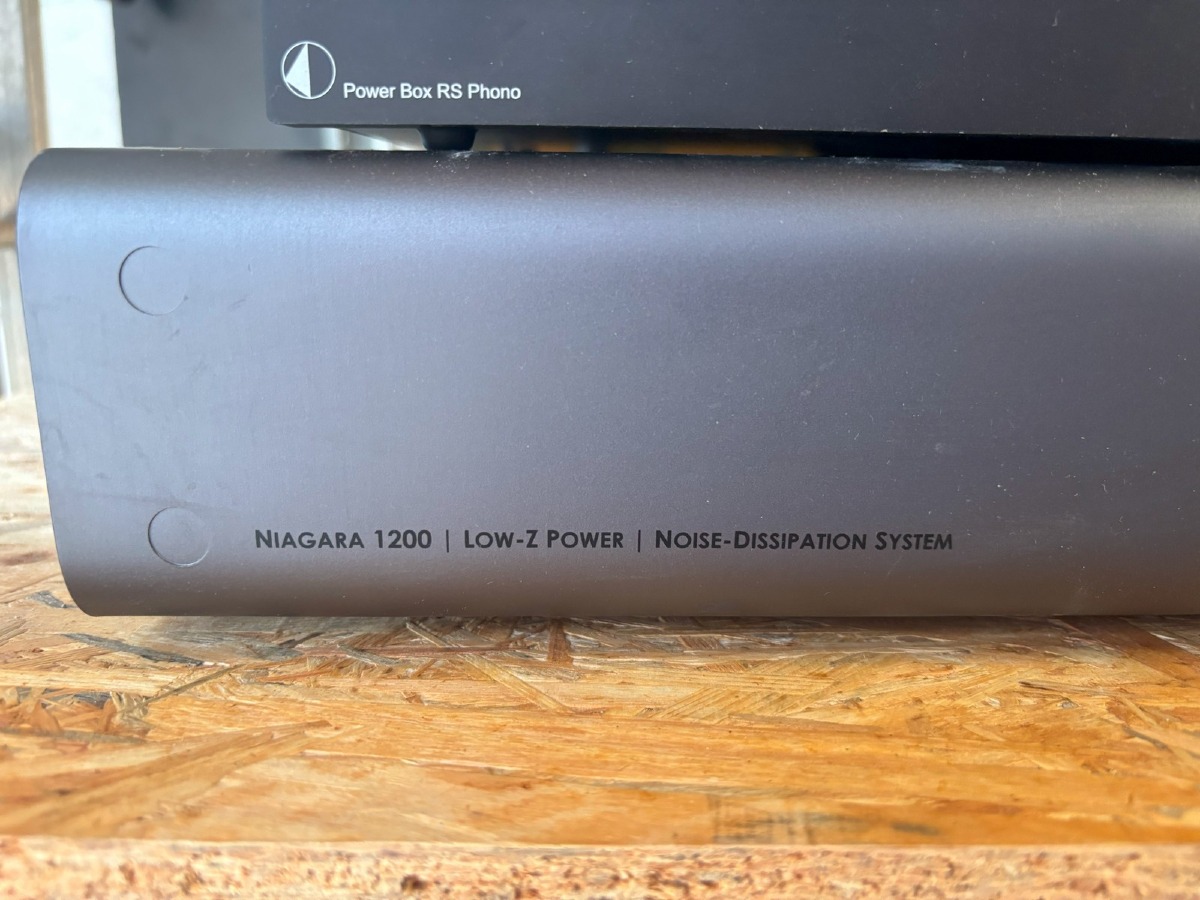 Power Box RS Phono
Niagara 1200 | Low-Z Power | Noise-Dissipation System